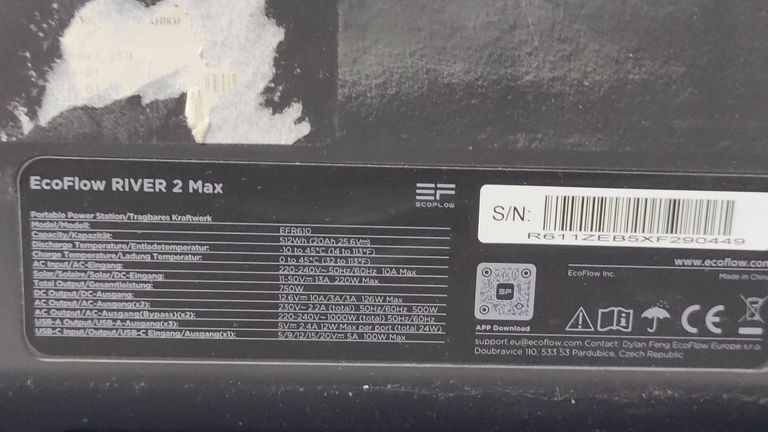 ніки
250
01
01
EcoFlow RIVER 2 Max
EF
ECOFLOW
Portable Power Station/Tragbares Kraftwerk
Model/Modell: EFR610
Capacity/Kapazität: 512Wh (20Ah 25.6V⎓)
Discharge Temperature/Entladetemperatur: -10 to 45°C (14 to 113°F)
Charge Temperature/Ladung Temperatur: 0 to 45°C (32 to 113°F)
AC Input/AC-Eingang: 220-240V~ 50Hz/60Hz 10A Max
Solar/Solaire/Solar/DC-Eingang: 11-50V⎓ 13A 220W Max
Total Output/Gesamtleistung: 750W
DC Output/DC-Ausgang: 12.6V⎓ 10A/3A/3A 126W Max
AC Output/AC-Ausgang(x2): 230V~ 2.2A (total) 50Hz/60Hz 500W
AC Output/AC-Ausgang(Bypass)(x2): 220-240V~ 1000W (total) 50Hz/60Hz
USB-A Output/USB-A-Ausgang(x3): 5V⎓ 2.4A 12W Max per port (total 24W)
USB-C Input/Output/USB-C Eingang/Ausgang(x1): 5/9/12/15/20V⎓ 5A 100W Max
S/N:
R611ZEB5XF290449
www.ecoflow.com
EcoFlow Inc.
Made in China
EF
APP Download
CE
support.eu@ecoflow.com Contact: Dylan Feng EcoFlow Europe s.r.o.
Doubravice 110, 533 53 Pardubice, Czech Republic